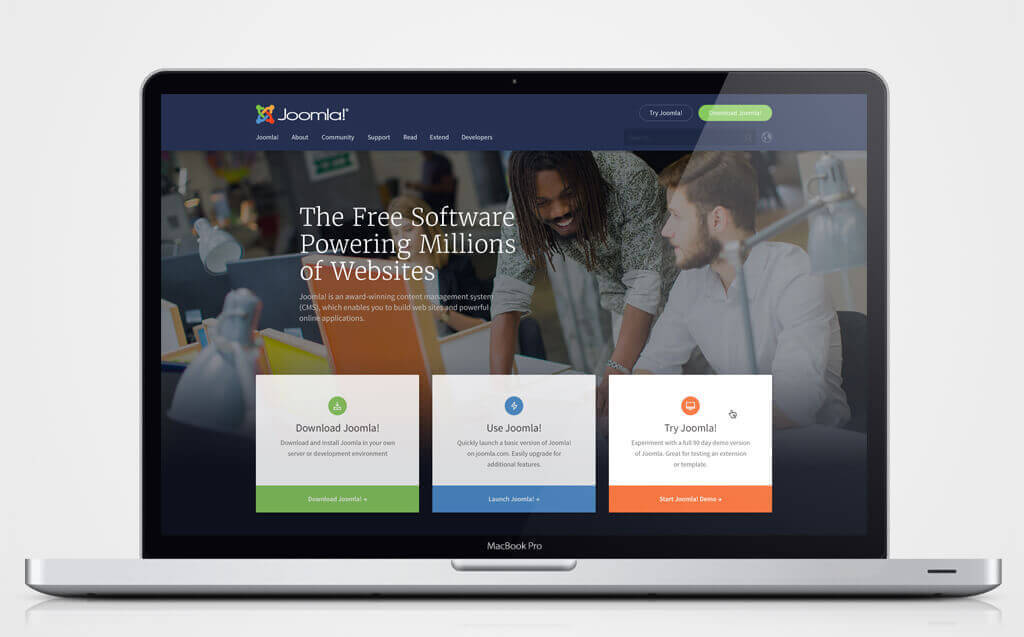 Joomla!®
Try Joomla!
Download Joomla!
Joomla! About Community Support Read Extend Developers
Search...
The Free Software
Powering Millions
of Websites
Joomla! is an award-winning content management system
(CMS), which enables you to build web sites and powerful
online applications.
Download Joomla!
Download and install Joomla in your own
server or development environment
Download Joomla! →
Use Joomla!
Quickly launch a basic version of Joomla!
on joomla.com. Easily upgrade for
additional features.
Launch Joomla! →
Try Joomla!
Experiment with a full 90 day demo version
of Joomla. Great for testing an extension
or template.
Start Joomla! Demo →
MacBook Pro